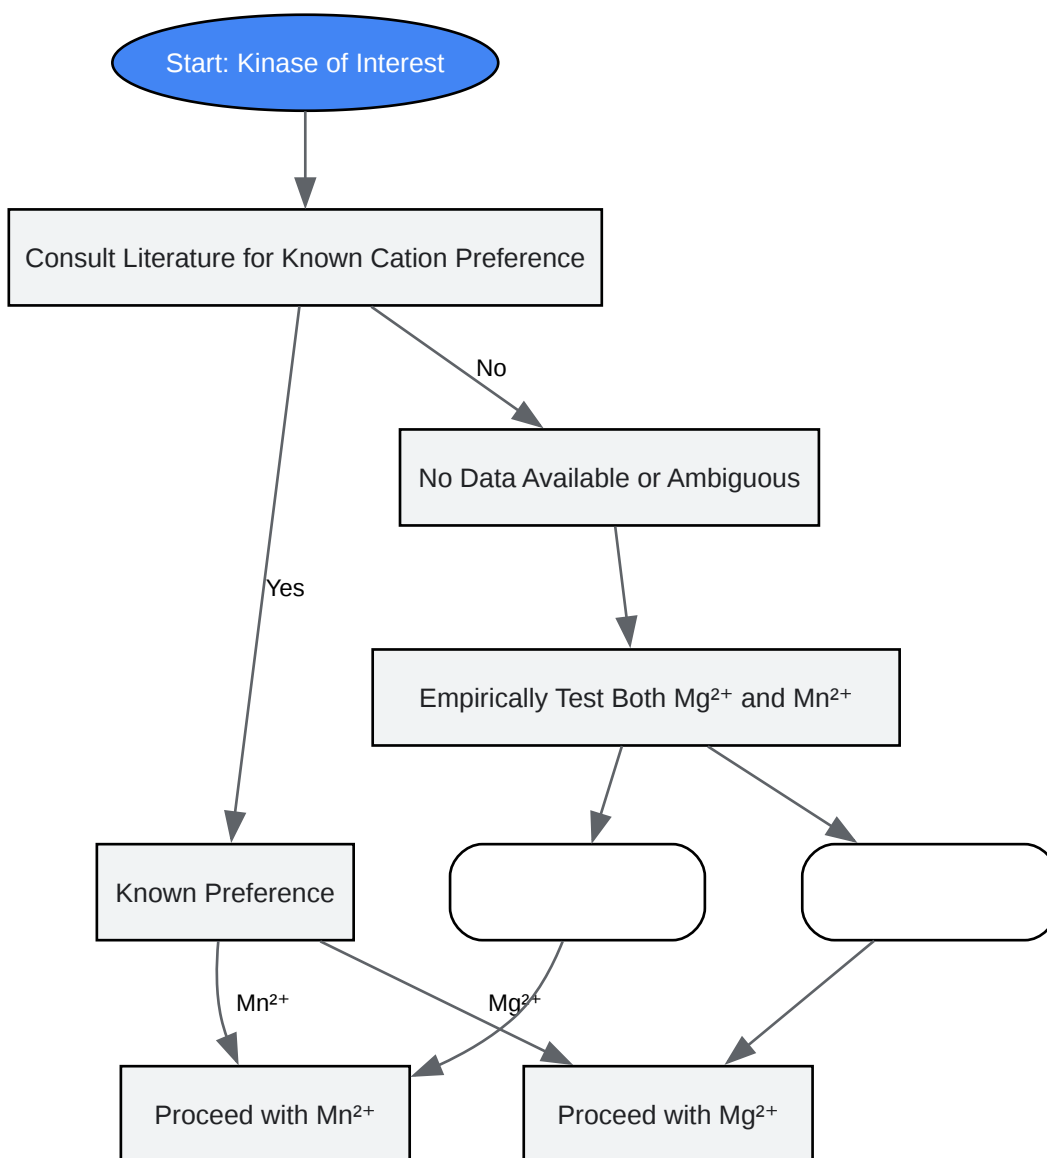 Start: Kinase of Interest
Consult Literature for Known Cation Preference
No
No Data Available or Ambiguous
Yes
Empirically Test Both Mg²⁺ and Mn²⁺
Known Preference
Mn²⁺
Mg²⁺
Proceed with Mn²⁺
Proceed with Mg²⁺